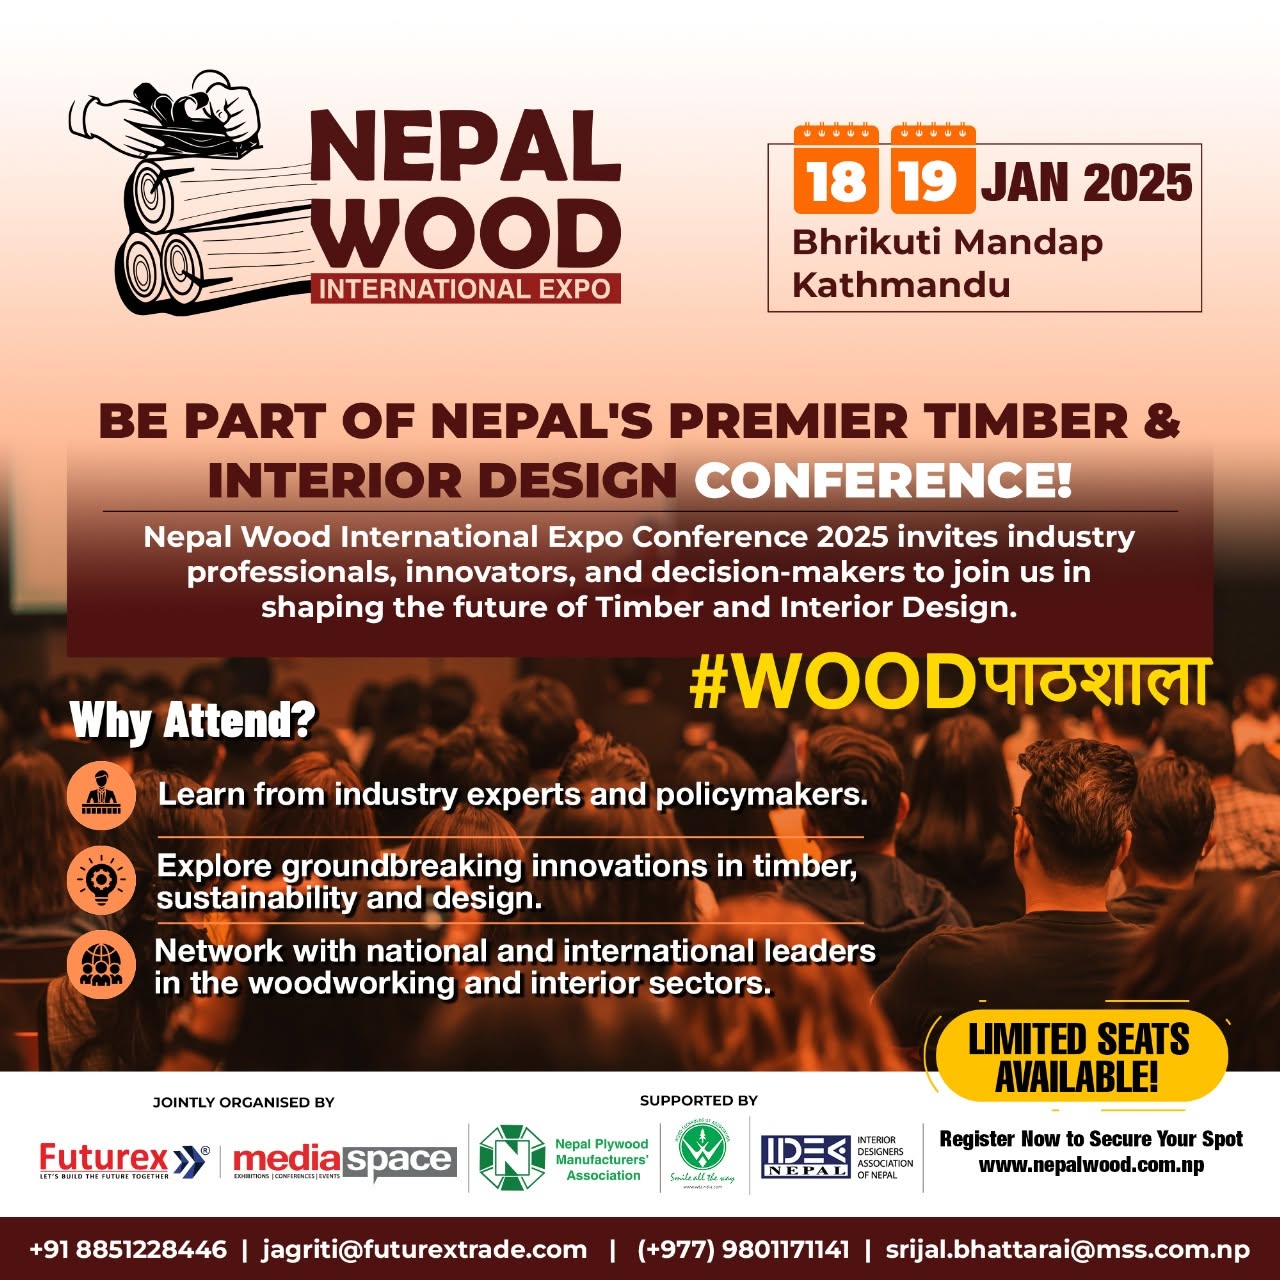 NEPAL
WOOD
INTERNATIONAL EXPO
18 19 JAN 2025
Bhrikuti Mandap
Kathmandu
BE PART OF NEPAL'S PREMIER TIMBER &
INTERIOR DESIGN CONFERENCE!
Nepal Wood International Expo Conference 2025 invites industry
professionals, innovators, and decision-makers to join us in
shaping the future of Timber and Interior Design.
#WOODपाठशाला
Why Attend?
Learn from industry experts and policymakers.
Explore groundbreaking innovations in timber,
sustainability and design.
Network with national and international leaders
in the woodworking and interior sectors.
LIMITED SEATS
AVAILABLE!
JOINTLY ORGANISED BY
Futurex®
LET'S BUILD THE FUTURE TOGETHER
mediaspace
EXHIBITIONS | CONFERENCES | EVENTS
SUPPORTED BY
N
Nepal Plywood
Manufacturers'
Association
Smile all the way
IDEA
NEPAL
INTERIOR
DESIGNERS
ASSOCIATION
OF NEPAL
Register Now to Secure Your Spot
www.nepalwood.com.np
+91 8851228446 | jagriti@futurextrade.com | (+977) 9801171141 | srijal.bhattarai@mss.com.np